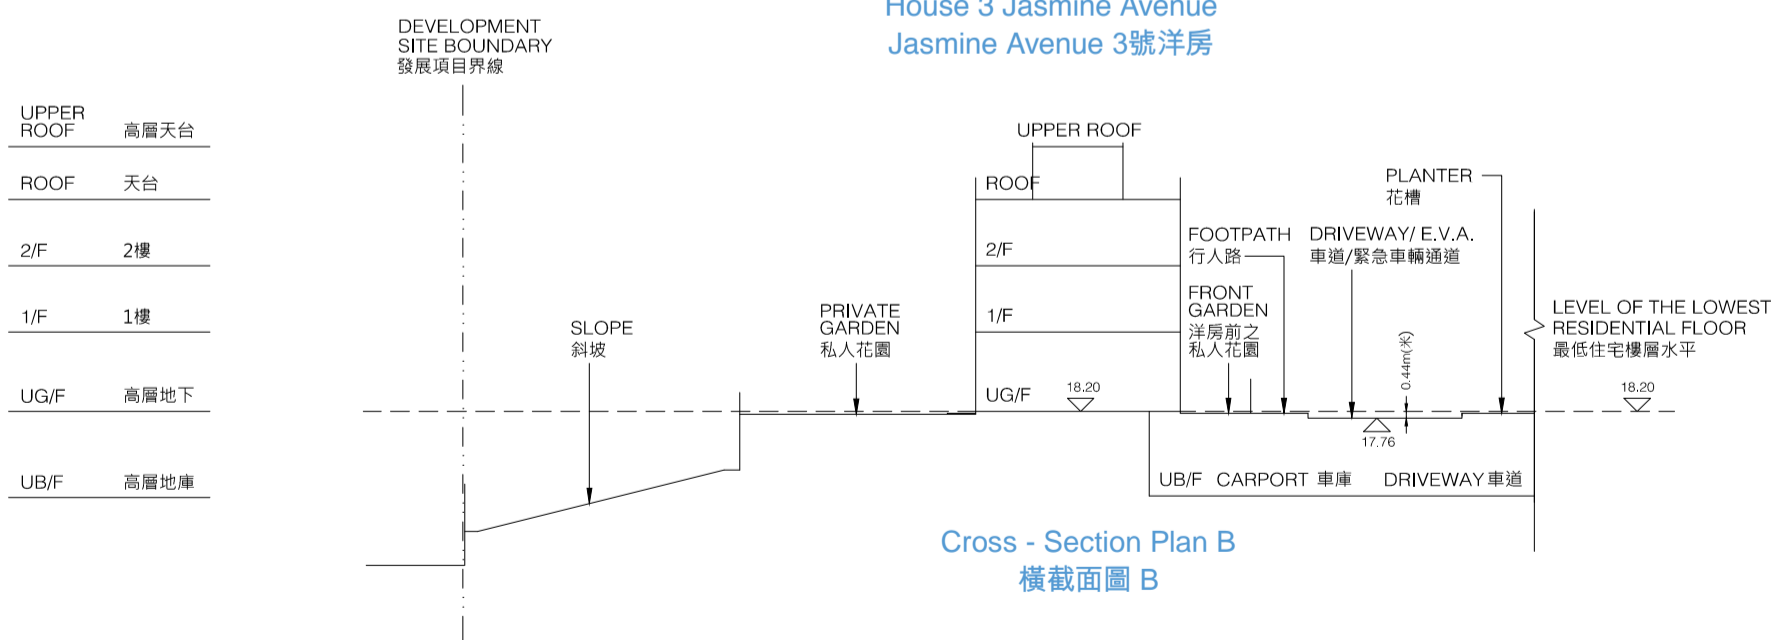 House 3 Jasmine Avenue
Jasmine Avenue 3號洋房
DEVELOPMENT
SITE BOUNDARY
發展項目界線
UPPER
ROOF 高層天台
ROOF 天台
2/F 2樓
1/F 1樓
UG/F 高層地下
UB/F 高層地庫
SLOPE
斜坡
PRIVATE
GARDEN
私人花園
UPPER ROOF
ROOF
2/F
1/F
UG/F
18.20
FOOTPATH
行人路
FRONT
GARDEN
洋房前之
私人花園
DRIVEWAY/ E.V.A.
車道/緊急車輛通道
PLANTER
花槽
0.44m(米)
17.76
UB/F CARPORT 車庫 DRIVEWAY 車道
LEVEL OF THE LOWEST
RESIDENTIAL FLOOR
最低住宅樓層水平
18.20
Cross - Section Plan B
橫截面圖 B